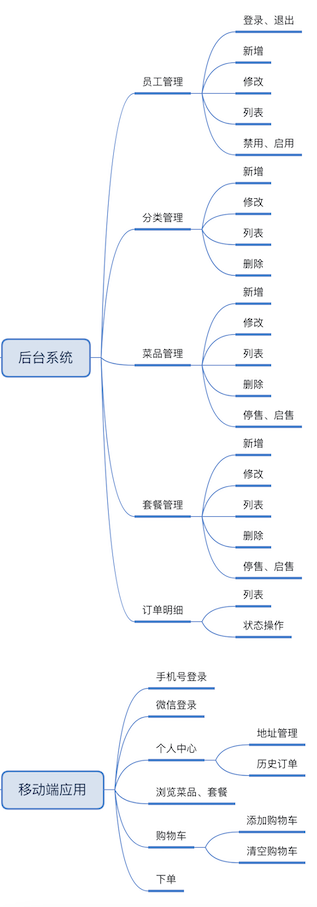 后台系统
员工管理
登录、退出
新增
修改
列表
禁用、启用
分类管理
新增
修改
列表
删除
菜品管理
新增
修改
列表
删除
停售、启售
套餐管理
新增
修改
列表
删除
停售、启售
订单明细
列表
状态操作
移动端应用
手机号登录
微信登录
个人中心
地址管理
历史订单
浏览菜品、套餐
购物车
添加购物车
清空购物车
下单